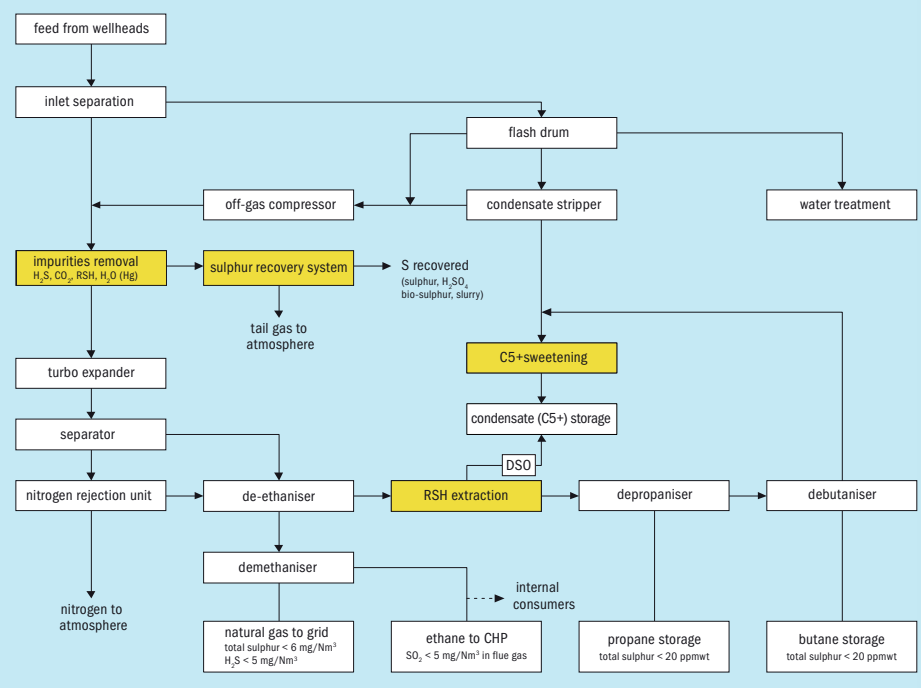 feed from wellheads
inlet separation
flash drum
off-gas compressor
condensate stripper
water treatment
impurities removal
H₂S, CO₂, RSH, H₂O (Hg)
sulphur recovery system
S recovered
(sulphur, H₂SO₄
bio-sulphur, slurry)
tail gas to
atmosphere
C5+sweetening
turbo expander
condensate (C5+) storage
separator
DSO
nitrogen rejection unit
de-ethaniser
RSH extraction
depropaniser
debutaniser
demethaniser
internal
consumers
nitrogen to
atmosphere
natural gas to grid
total sulphur < 6 mg/Nm³
H₂S < 5 mg/Nm³
ethane to CHP
SO₂ < 5 mg/Nm³ in flue gas
propane storage
total sulphur < 20 ppmwt
butane storage
total sulphur < 20 ppmwt